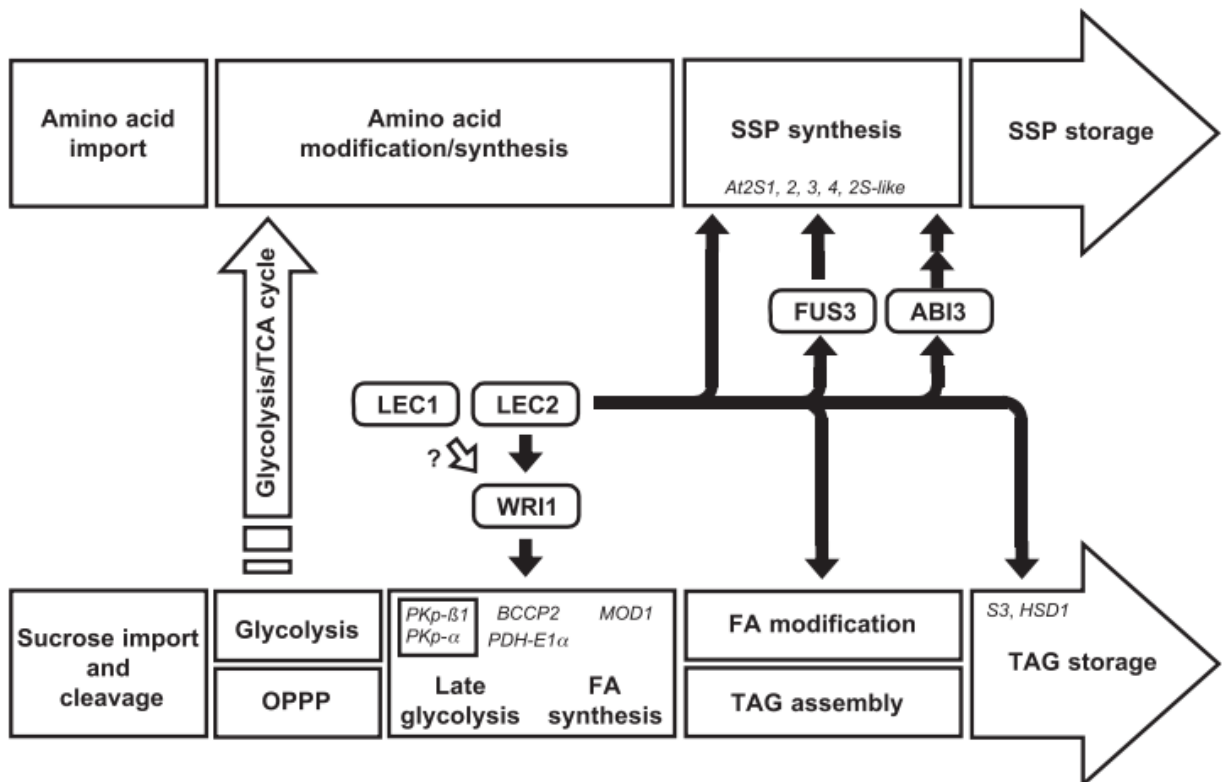 Amino acid
import
Amino acid
modification/synthesis
SSP synthesis
At2S1, 2, 3, 4, 2S-like
SSP storage
Glycolysis/TCA cycle
FUS3
ABI3
LEC1
LEC2
?
WRI1
Sucrose import
and
cleavage
Glycolysis
OPPP
PKp-ß1
PKp-α
BCCP2
PDH-E1α
MOD1
Late
glycolysis
FA
synthesis
FA modification
TAG assembly
S3, HSD1
TAG storage